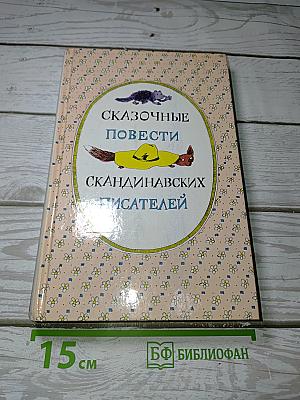 СКАЗОЧНЫЕ
ПОВЕСТИ
СКАНДИНАВСКИХ
ПИСАТЕЛЕЙ
15 см
БФ БИБЛИОФАН